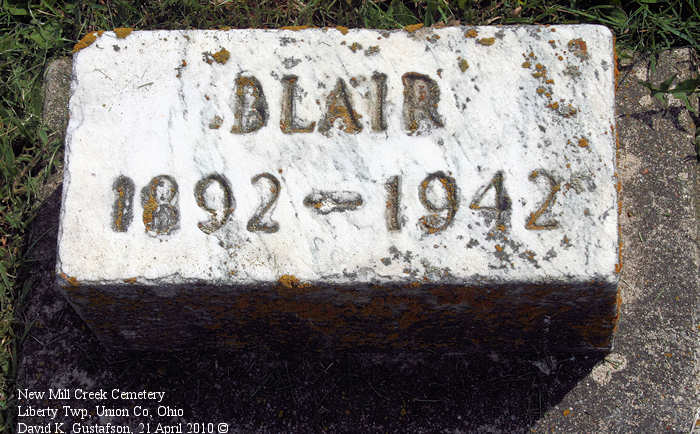 BLAIR
1892-1942
New Mill Creek Cemetery
Liberty Twp, Union Co, Ohio
David K. Gustafson, 21 April 2010 ©